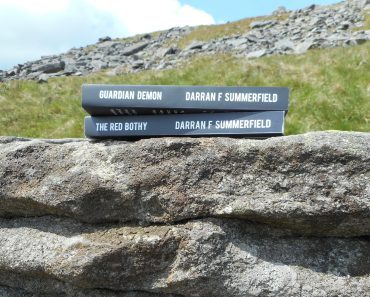 GUARDIAN DEMON DARRAN F SUMMERFIELD
THE RED BOTHY DARRAN F SUMMERFIELD